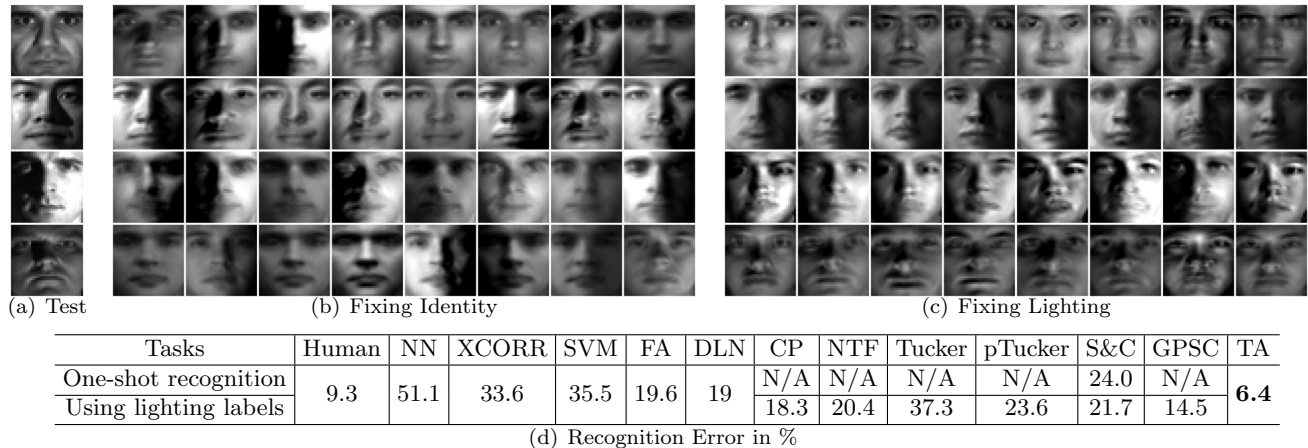 (a) Test (b) Fixing Identity (c) Fixing Lighting
Tasks Human NN XCORR SVM FA DLN CP NTF Tucker pTucker S&C GPSC TA
One-shot recognition 9.3 51.1 33.6 35.5 19.6 19 N/A N/A N/A N/A 24.0 N/A 6.4
Using lighting labels 18.3 20.4 37.3 23.6 21.7 14.5
(d) Recognition Error in %